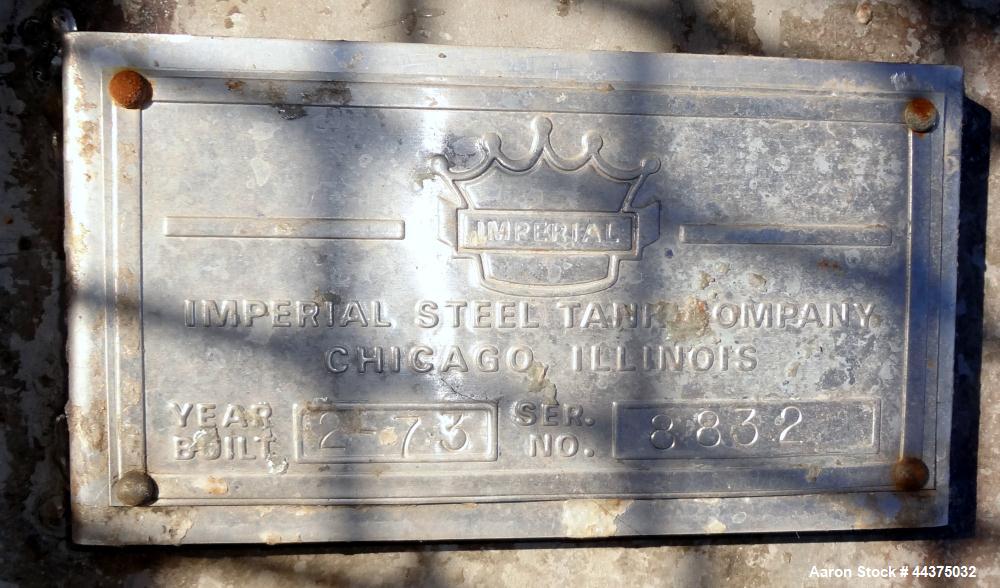 IMPERIAL
IMPERIAL STEEL TANK COMPANY
CHICAGO, ILLINOIS
YEAR BUILT 2-73 SER. NO. 8832
Aaron Stock # 44375032